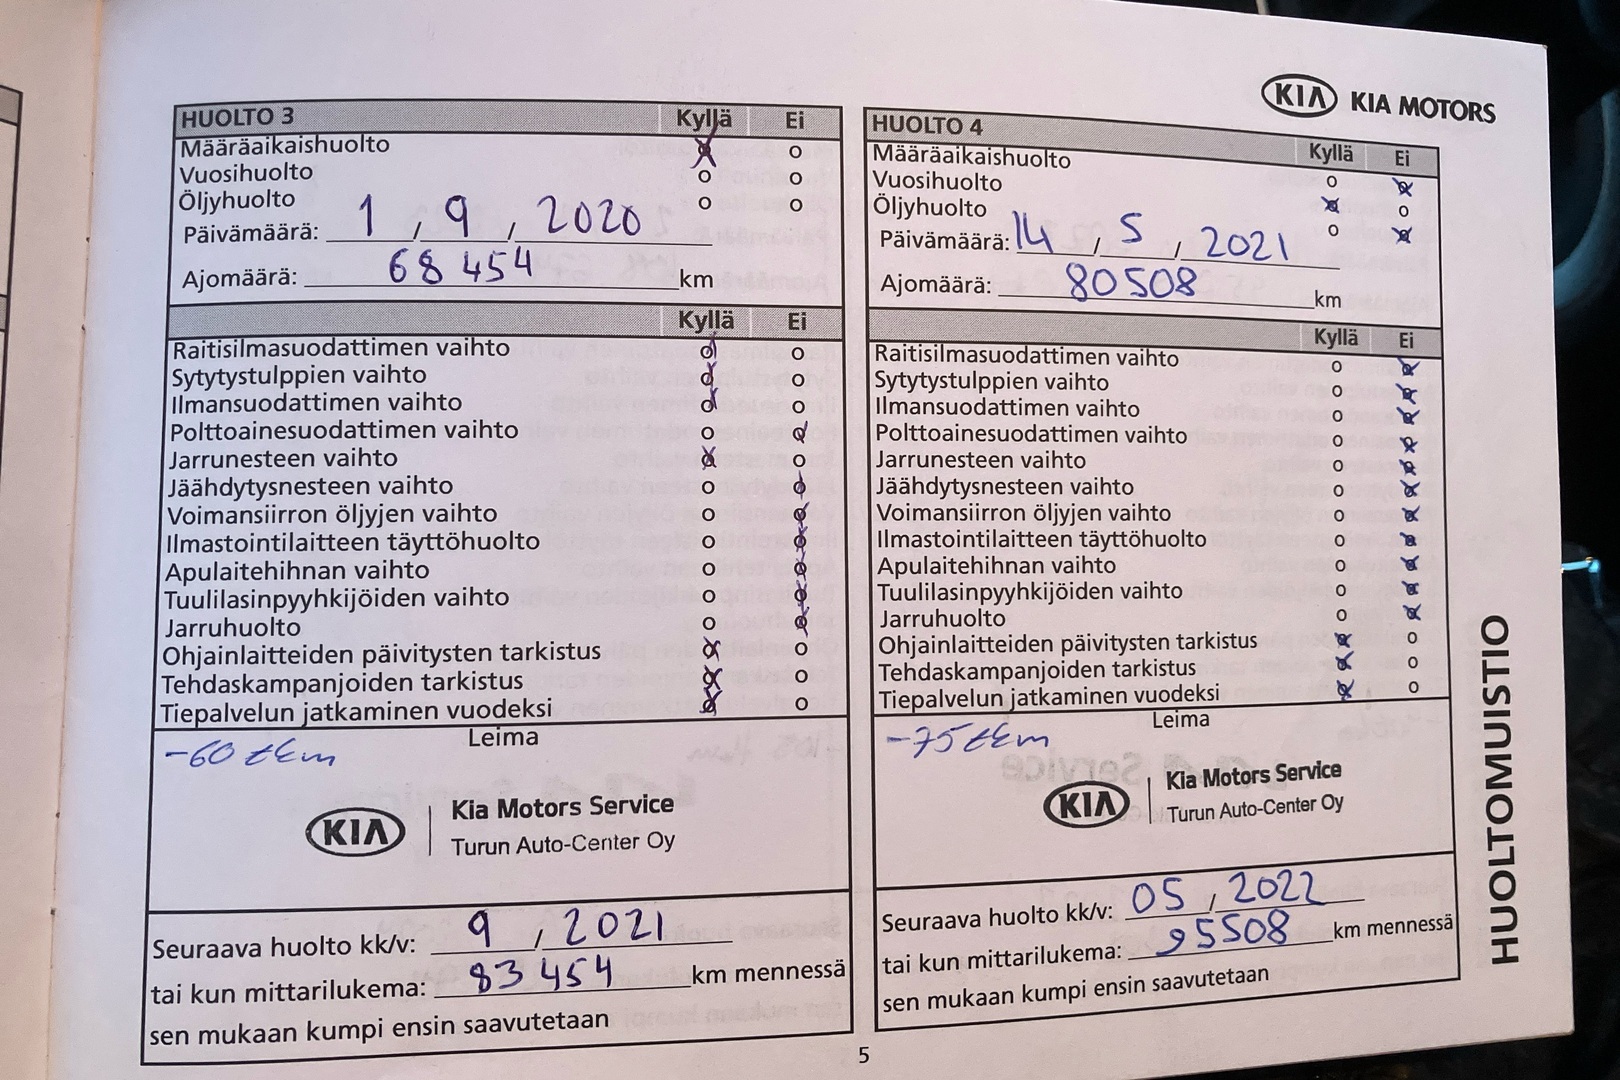 KIA KIA MOTORS
HUOLTO 3 Kyllä Ei
Määräaikaishuolto
Vuosihuolto
Öljyhuolto
Päivämäärä: 1 , 9 , 2020
Ajomäärä: 68 454 km
Kyllä Ei
Raitisilmasuodattimen vaihto
Sytytystulppien vaihto
Ilmansuodattimen vaihto
Polttoainesuodattimen vaihto
Jarrunesteen vaihto
Jäähdytysnesteen vaihto
Voimansiirron öljyjen vaihto
Ilmastointilaitteen täyttöhuolto
Apulaitehihnan vaihto
Tuulilasinpyyhkijöiden vaihto
Jarruhuolto
Ohjainlaitteiden päivitysten tarkistus
Tehdaskampanjoiden tarkistus
Tiepalvelun jatkaminen vuodeksi
Leima
-60 tkm
KIA Kia Motors Service
Turun Auto-Center Oy
Seuraava huolto kk/v: 9 , 2021
tai kun mittarilukema: 83 454 km mennessä
sen mukaan kumpi ensin saavutetaan
HUOLTO 4 Kyllä Ei
Määräaikaishuolto
Vuosihuolto
Öljyhuolto
Päivämäärä: 14 , 5 , 2021
Ajomäärä: 80 508 km
Kyllä Ei
Raitisilmasuodattimen vaihto
Sytytystulppien vaihto
Ilmansuodattimen vaihto
Polttoainesuodattimen vaihto
Jarrunesteen vaihto
Jäähdytysnesteen vaihto
Voimansiirron öljyjen vaihto
Ilmastointilaitteen täyttöhuolto
Apulaitehihnan vaihto
Tuulilasinpyyhkijöiden vaihto
Jarruhuolto
Ohjainlaitteiden päivitysten tarkistus
Tehdaskampanjoiden tarkistus
Tiepalvelun jatkaminen vuodeksi
Leima
-75 tkm
KIA Kia Motors Service
Turun Auto-Center Oy
Seuraava huolto kk/v: 05 , 2022
tai kun mittarilukema: 95508 km mennessä
sen mukaan kumpi ensin saavutetaan
HUOLTOMUISTIO
5